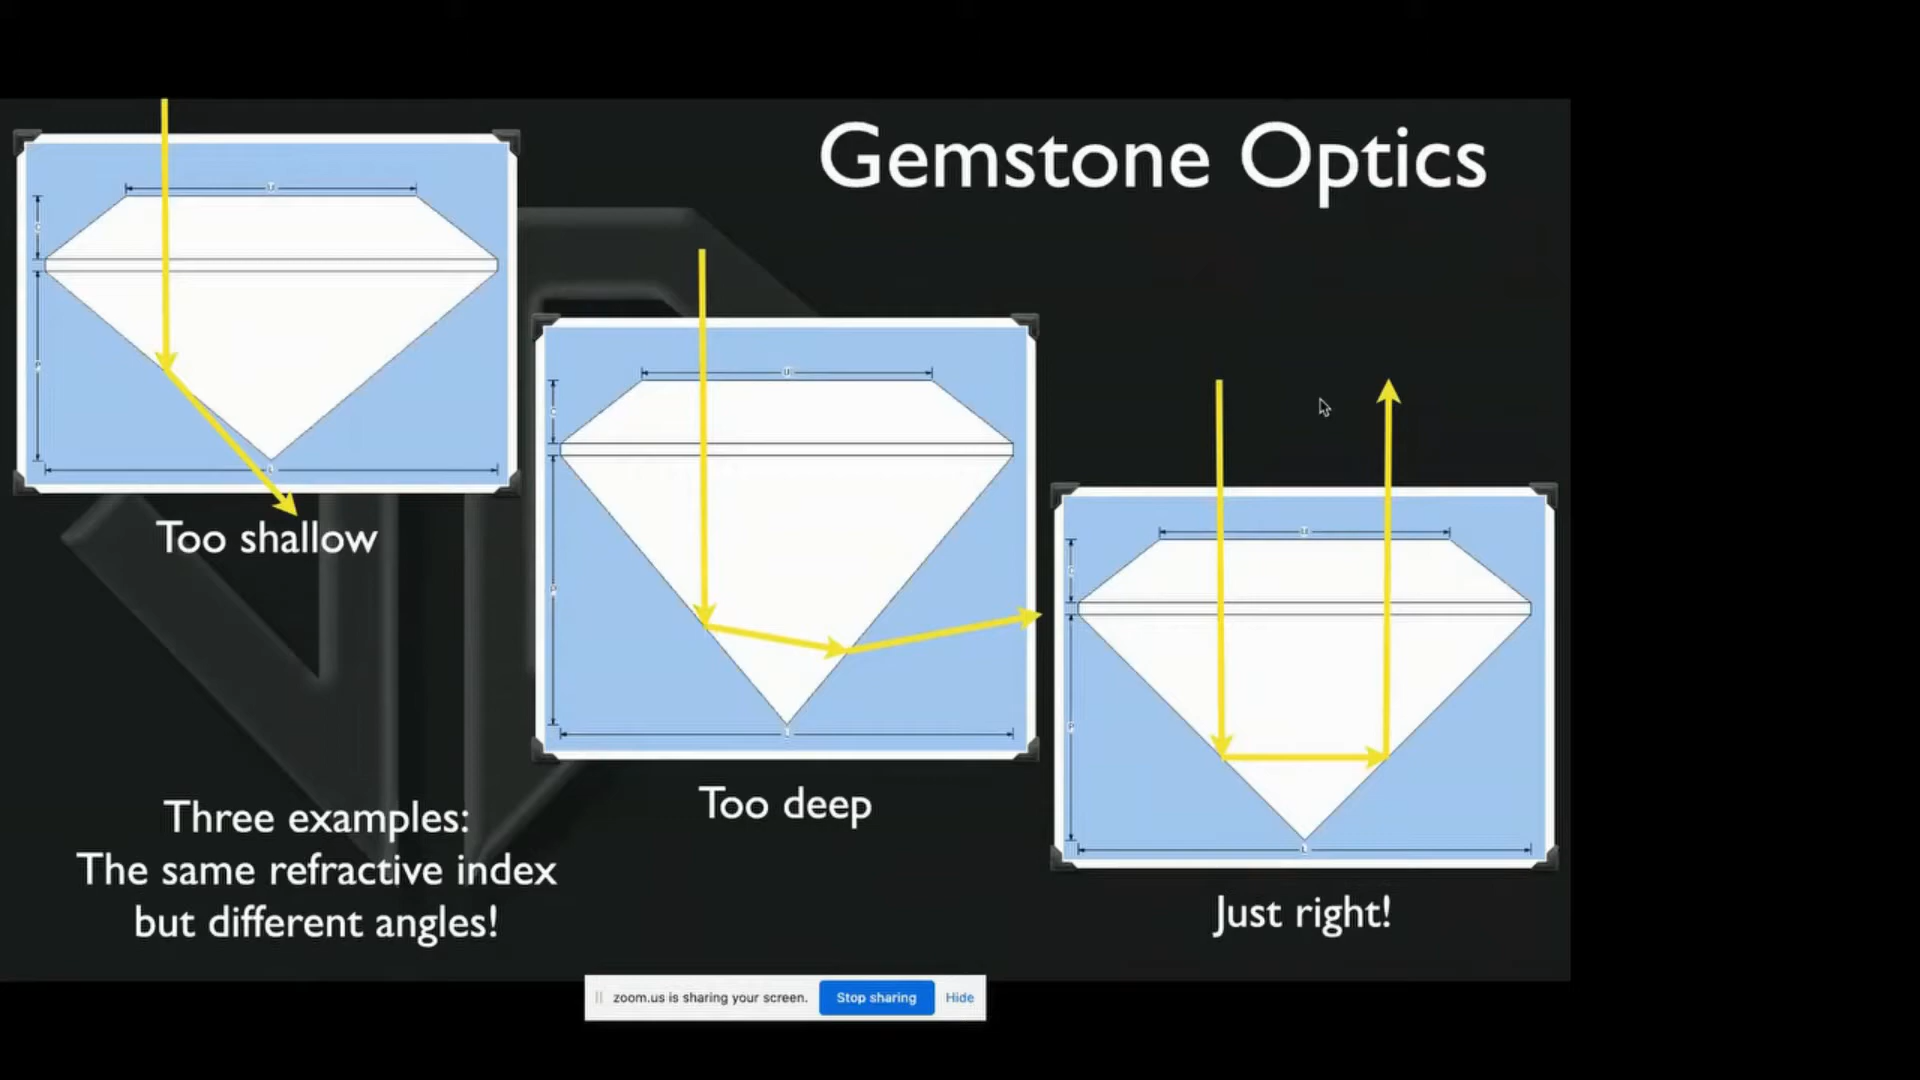 Gemstone Optics
Too shallow
Too deep
Just right!
Three examples:
The same refractive index
but different angles!
zoom.us is sharing your screen.
Stop sharing
Hide